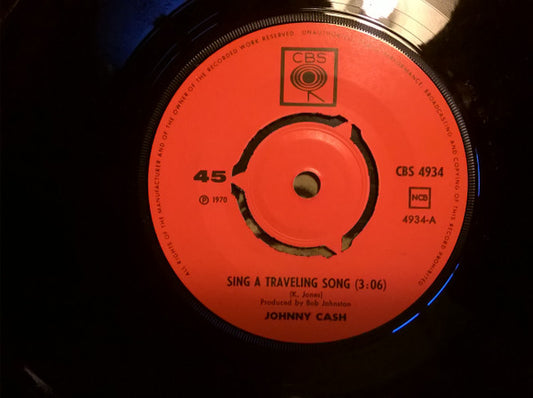 ALL RIGHTS OF THE MANUFACTURER AND OF THE OWNER OF THE RECORDED WORK RESERVED. UNAUTHORISED PERFORMANCE, BROADCASTING AND COPYING OF THIS RECORD PROHIBITED
CBS
45
CBS 4934
℗ 1970
NCB
4934-A
SING A TRAVELING SONG (3:06)
(K. Jones)
Produced by Bob Johnston
JOHNNY CASH